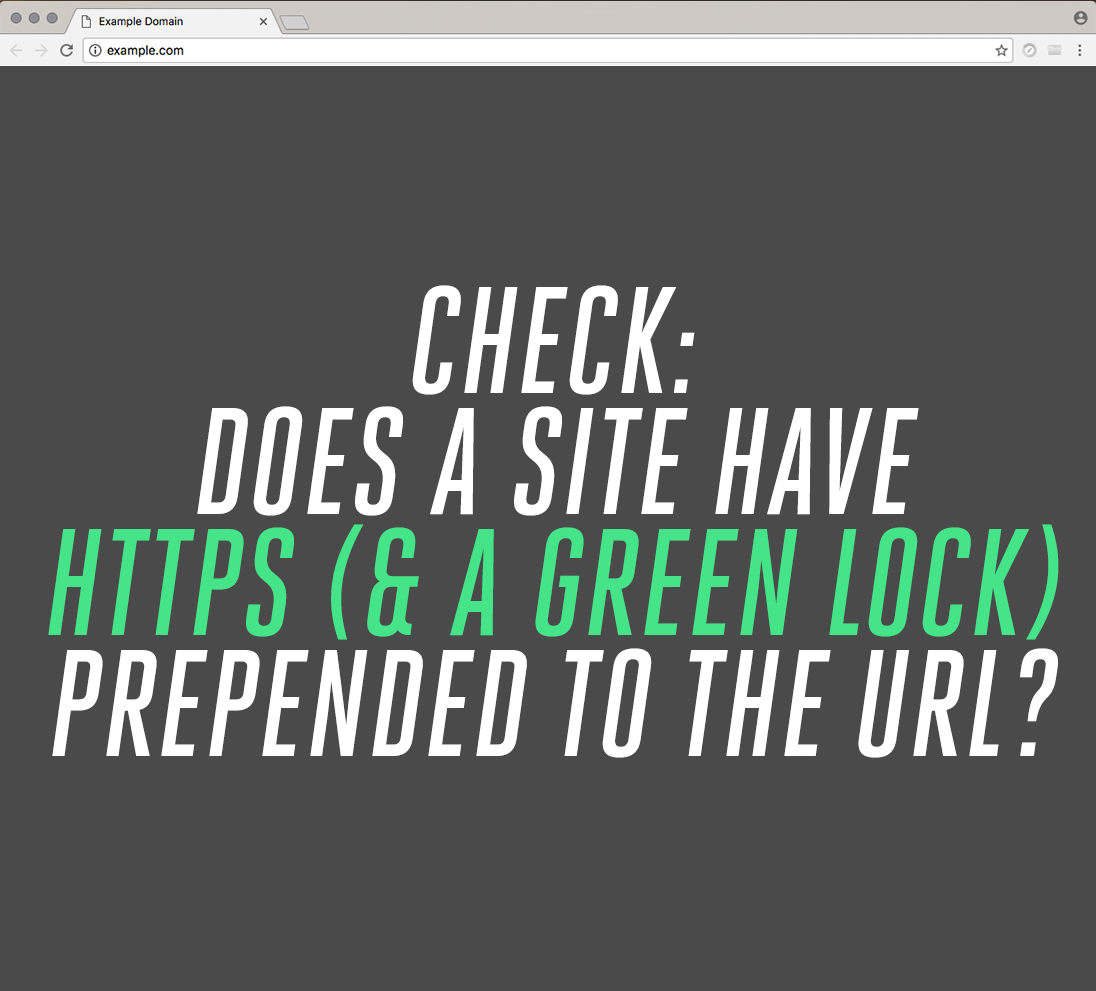 Example Domain
example.com
CHECK:
DOES A SITE HAVE
HTTPS (& A GREEN LOCK)
PREPENDED TO THE URL?